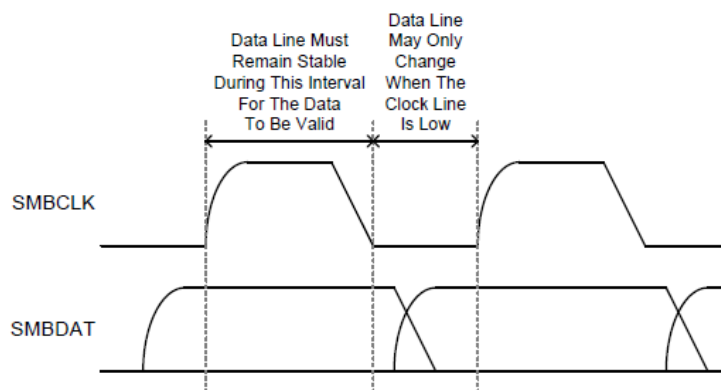 Data Line Must
Remain Stable
During This Interval
For The Data
To Be Valid
Data Line
May Only
Change
When The
Clock Line
Is Low
SMBCLK
SMBDAT